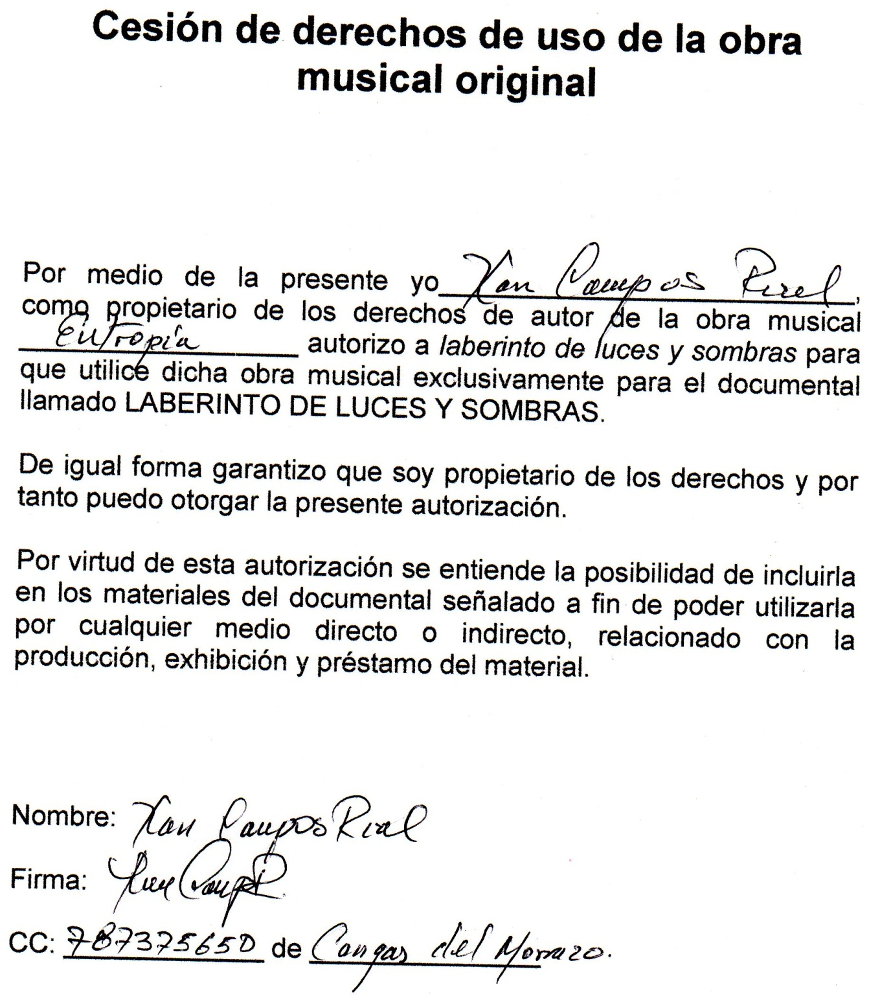 Cesión de derechos de uso de la obra
musical original
Por medio de la presente yo Xan Campos Rial,
como propietario de los derechos de autor de la obra musical
Entropía autorizo a laberinto de luces y sombras para
que utilice dicha obra musical exclusivamente para el documental
llamado LABERINTO DE LUCES Y SOMBRAS.
De igual forma garantizo que soy propietario de los derechos y por
tanto puedo otorgar la presente autorización.
Por virtud de esta autorización se entiende la posibilidad de incluirla
en los materiales del documental señalado a fin de poder utilizarla
por cualquier medio directo o indirecto, relacionado con la
producción, exhibición y préstamo del material.
Nombre: Xan Campos Rial
Firma: Xan Camp R.
CC: 78737565D de Cangas del Morrazo.